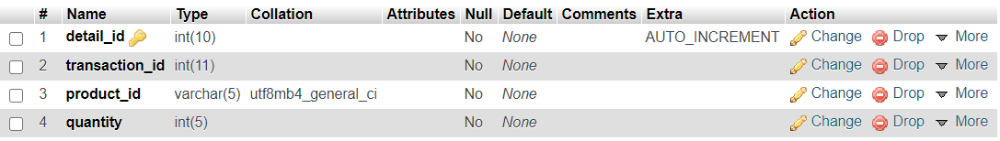 # Name Type Collation Attributes Null Default Comments Extra Action
1 detail_id int(10) No None AUTO_INCREMENT Change Drop More
2 transaction_id int(11) No None Change Drop More
3 product_id varchar(5) utf8mb4_general_ci No None Change Drop More
4 quantity int(5) No None Change Drop More